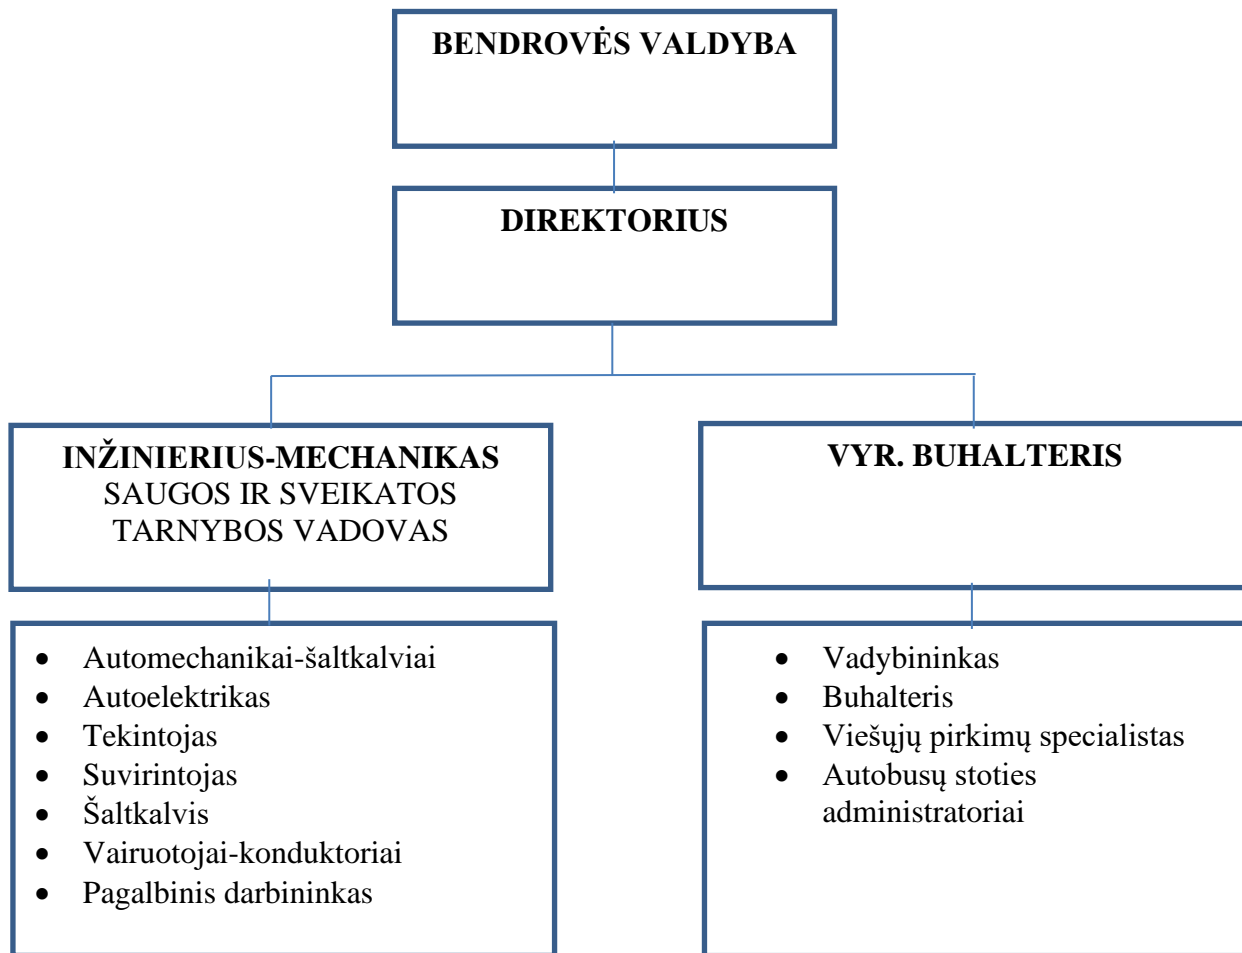 BENDROVĖS VALDYBA
DIREKTORIUS
INŽINIERIUS-MECHANIKAS
SAUGOS IR SVEIKATOS
TARNYBOS VADOVAS
VYR. BUHALTERIS
• Automechanikai-šaltkalviai
• Autoelektrikas
• Tekintojas
• Suvirintojas
• Šaltkalvis
• Vairuotojai-konduktoriai
• Pagalbinis darbininkas
• Vadybininkas
• Buhalteris
• Viešųjų pirkimų specialistas
• Autobusų stoties
administratoriai